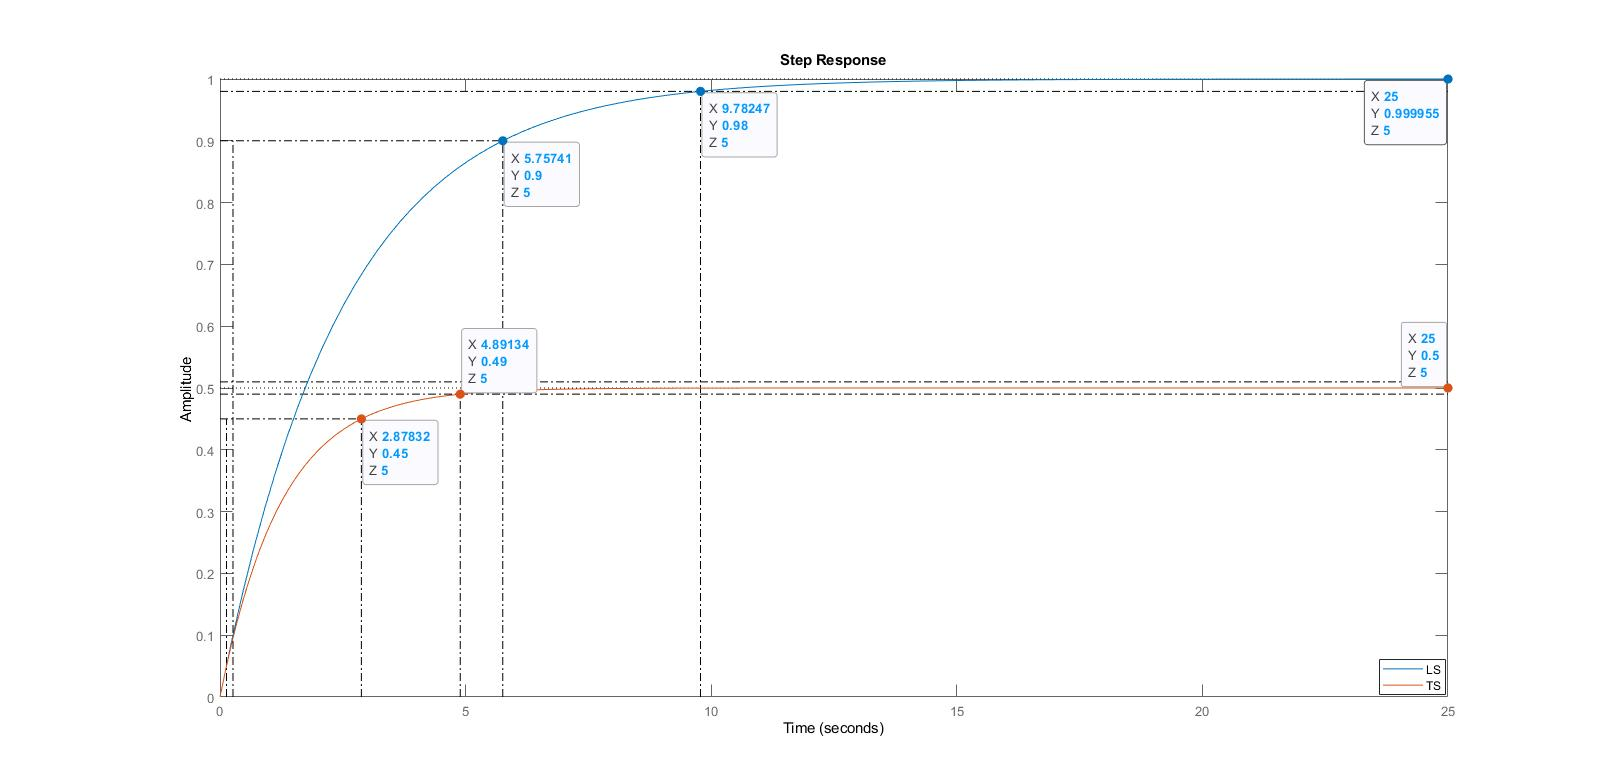 Step Response
1
0.9
0.8
0.7
0.6
0.5
0.4
0.3
0.2
0.1
0
Amplitude
X 5.75741
Y 0.9
Z 5
X 9.78247
Y 0.98
Z 5
X 25
Y 0.999955
Z 5
X 4.89134
Y 0.49
Z 5
X 25
Y 0.5
Z 5
X 2.87832
Y 0.45
Z 5
LS
TS
0 5 10 15 20 25
Time (seconds)